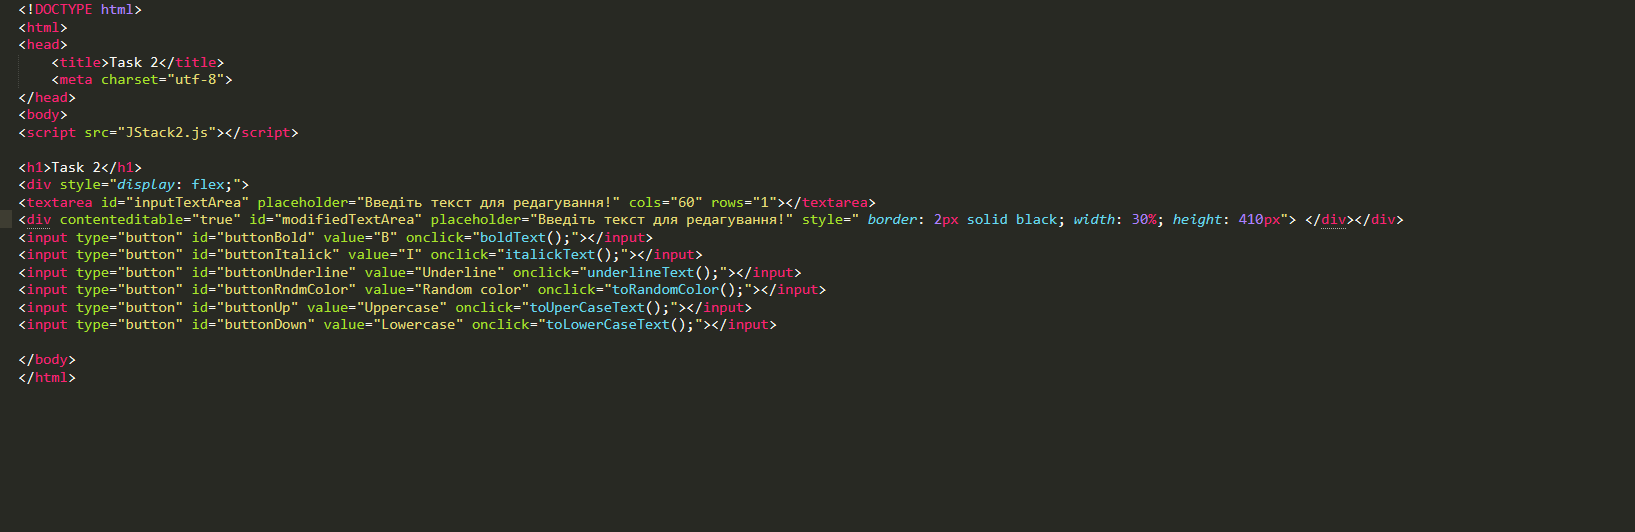 <!DOCTYPE html>
<html>
<head>
    <title>Task 2</title>
    <meta charset="utf-8">
</head>
<body>
<script src="JStack2.js"></script>

<h1>Task 2</h1>
<div style="display: flex;">
<textarea id="inputTextArea" placeholder="Введіть текст для редагування!" cols="60" rows="1"></textarea>
<div contenteditable="true" id="modifiedTextArea" placeholder="Введіть текст для редагування!" style=" border: 2px solid black; width: 30%; height: 410px"> </div></div>
<input type="button" id="buttonBold" value="B" onclick="boldText();"></input>
<input type="button" id="buttonItalick" value="I" onclick="italickText();"></input>
<input type="button" id="buttonUnderline" value="Underline" onclick="underlineText();"></input>
<input type="button" id="buttonRndmColor" value="Random color" onclick="toRandomColor();"></input>
<input type="button" id="buttonUp" value="Uppercase" onclick="toUperCaseText();"></input>
<input type="button" id="buttonDown" value="Lowercase" onclick="toLowerCaseText();"></input>

</body>
</html>